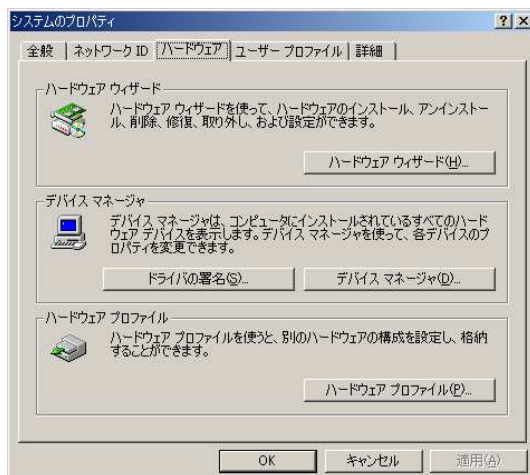 システムのプロパティ
全般 ネットワーク ID ハードウェア ユーザー プロファイル 詳細
ハードウェア ウィザード
ハードウェア ウィザードを使って、ハードウェアのインストール、アンインストー
ル、削除、修復、取り外し、および設定ができます。
ハードウェア ウィザード(H)...
デバイス マネージャ
デバイス マネージャは、コンピュータにインストールされているすべてのハード
ウェア デバイスを表示します。デバイス マネージャを使って、各デバイスのプ
ロパティを変更できます。
ドライバの署名(S)... デバイス マネージャ(D)...
ハードウェア プロファイル
ハードウェア プロファイルを使うと、別のハードウェアの構成を設定し、格納
することができます。
ハードウェア プロファイル(P)...
OK キャンセル 適用(A)